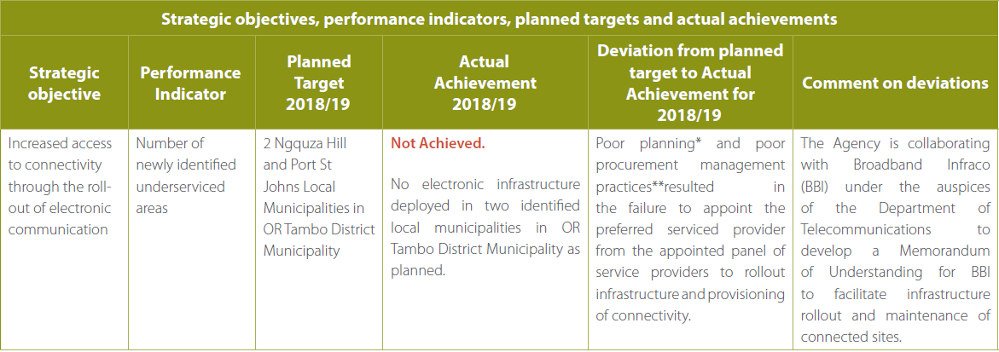 Strategic objectives, performance indicators, planned targets and actual achievements
Strategic
objective
Performance
Indicator
Planned
Target
2018/19
Actual
Achievement
2018/19
Deviation from planned
target to Actual
Achievement for
2018/19
Comment on deviations
Increased access
to connectivity
through the roll-
out of electronic
communication
Number of
newly identified
underserviced
areas
2 Ngquza Hill
and Port St
Johns Local
Municipalities in
OR Tambo District
Municipality
Not Achieved.
No electronic infrastructure
deployed in two identified
local municipalities in OR
Tambo District Municipality as
planned.
Poor planning* and poor
procurement management
practices**resulted in
the failure to appoint the
preferred serviced provider
from the appointed panel of
service providers to rollout
infrastructure and provisioning
of connectivity.
The Agency is collaborating
with Broadband Infraco
(BBI) under the auspices
of the Department of
Telecommunications to
develop a Memorandum
of Understanding for BBI
to facilitate infrastructure
rollout and maintenance of
connected sites.